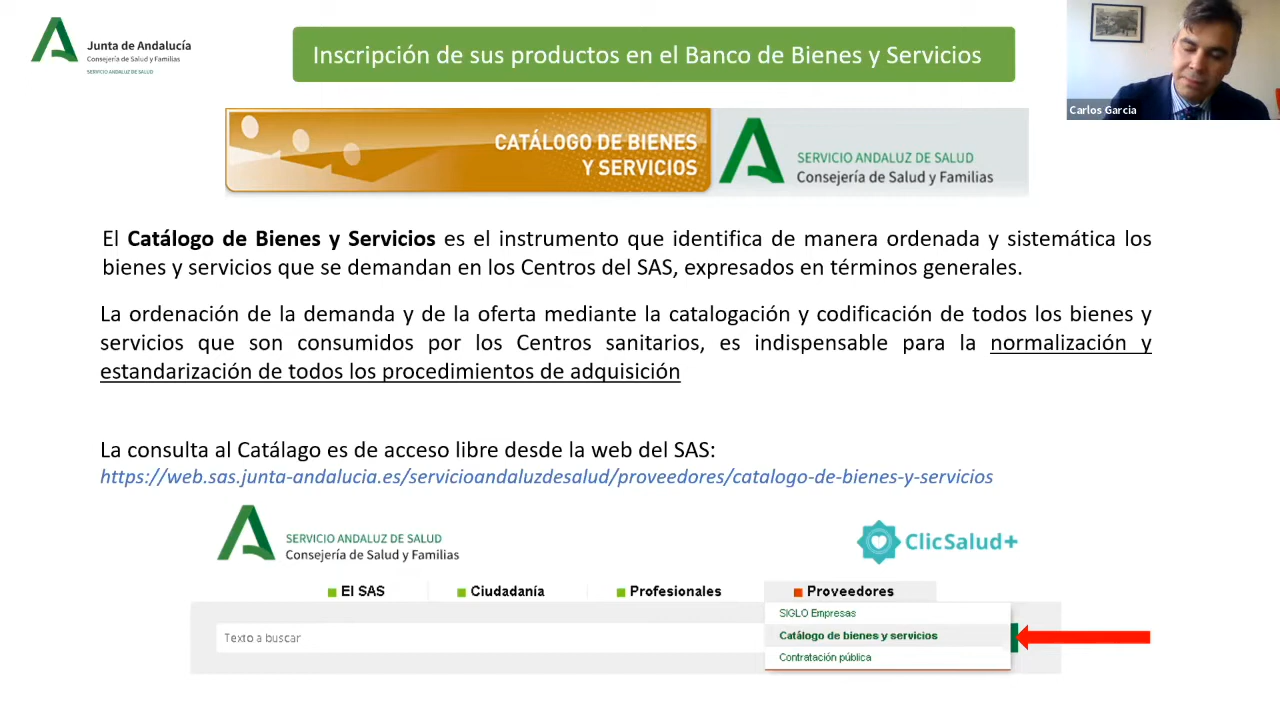 Junta de Andalucía
Consejería de Salud y Familias
SERVICIO ANDALUZ DE SALUD
Inscripción de sus productos en el Banco de Bienes y Servicios
Carlos Garcia
CATÁLOGO DE BIENES
Y SERVICIOS
SERVICIO ANDALUZ DE SALUD
Consejería de Salud y Familias
El Catálogo de Bienes y Servicios es el instrumento que identifica de manera ordenada y sistemática los
bienes y servicios que se demandan en los Centros del SAS, expresados en términos generales.
La ordenación de la demanda y de la oferta mediante la catalogación y codificación de todos los bienes y
servicios que son consumidos por los Centros sanitarios, es indispensable para la normalización y
estandarización de todos los procedimientos de adquisición
La consulta al Catálago es de acceso libre desde la web del SAS:
https://web.sas.junta-andalucia.es/servicioandaluzdesalud/proveedores/catalogo-de-bienes-y-servicios
SERVICIO ANDALUZ DE SALUD
Consejería de Salud y Familias
ClicSalud+
El SAS Ciudadanía Profesionales Proveedores
SIGLO Empresas
Texto a buscar
Catálogo de bienes y servicios
Contratación pública